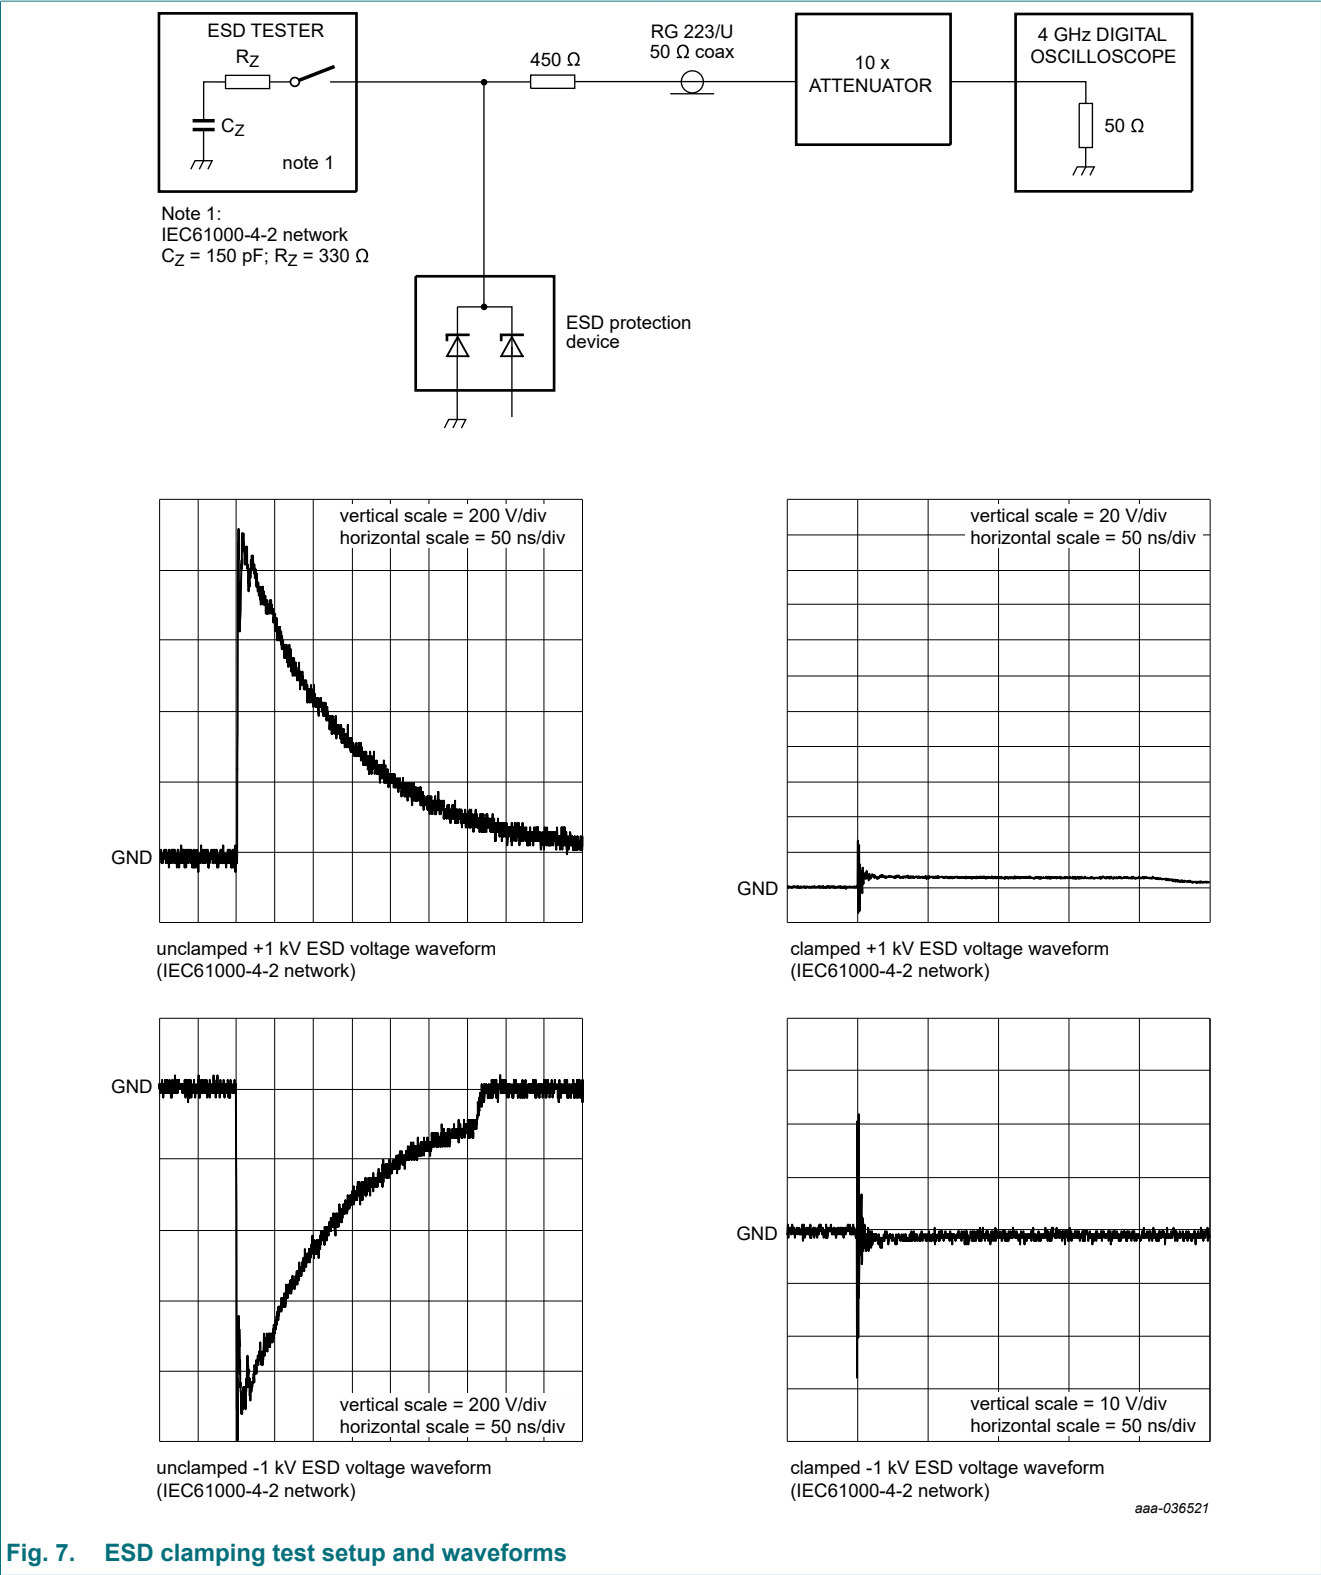 ESD TESTER
RZ
CZ
note 1
450 Ω
RG 223/U
50 Ω coax
10 x
ATTENUATOR
4 GHz DIGITAL
OSCILLOSCOPE
50 Ω
Note 1:
IEC61000-4-2 network
CZ = 150 pF; RZ = 330 Ω
ESD protection
device
vertical scale = 200 V/div
horizontal scale = 50 ns/div
GND
unclamped +1 kV ESD voltage waveform
(IEC61000-4-2 network)
vertical scale = 20 V/div
horizontal scale = 50 ns/div
GND
clamped +1 kV ESD voltage waveform
(IEC61000-4-2 network)
GND
vertical scale = 200 V/div
horizontal scale = 50 ns/div
unclamped -1 kV ESD voltage waveform
(IEC61000-4-2 network)
GND
vertical scale = 10 V/div
horizontal scale = 50 ns/div
clamped -1 kV ESD voltage waveform
(IEC61000-4-2 network)
aaa-036521
Fig. 7. ESD clamping test setup and waveforms